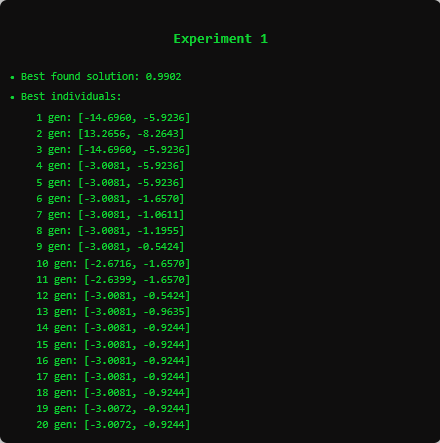 Experiment 1
• Best found solution: 0.9902
• Best individuals:
1 gen: [-14.6960, -5.9236]
2 gen: [13.2656, -8.2643]
3 gen: [-14.6960, -5.9236]
4 gen: [-3.0081, -5.9236]
5 gen: [-3.0081, -5.9236]
6 gen: [-3.0081, -1.6570]
7 gen: [-3.0081, -1.0611]
8 gen: [-3.0081, -1.1955]
9 gen: [-3.0081, -0.5424]
10 gen: [-2.6716, -1.6570]
11 gen: [-2.6399, -1.6570]
12 gen: [-3.0081, -0.5424]
13 gen: [-3.0081, -0.9635]
14 gen: [-3.0081, -0.9244]
15 gen: [-3.0081, -0.9244]
16 gen: [-3.0081, -0.9244]
17 gen: [-3.0081, -0.9244]
18 gen: [-3.0081, -0.9244]
19 gen: [-3.0072, -0.9244]
20 gen: [-3.0072, -0.9244]